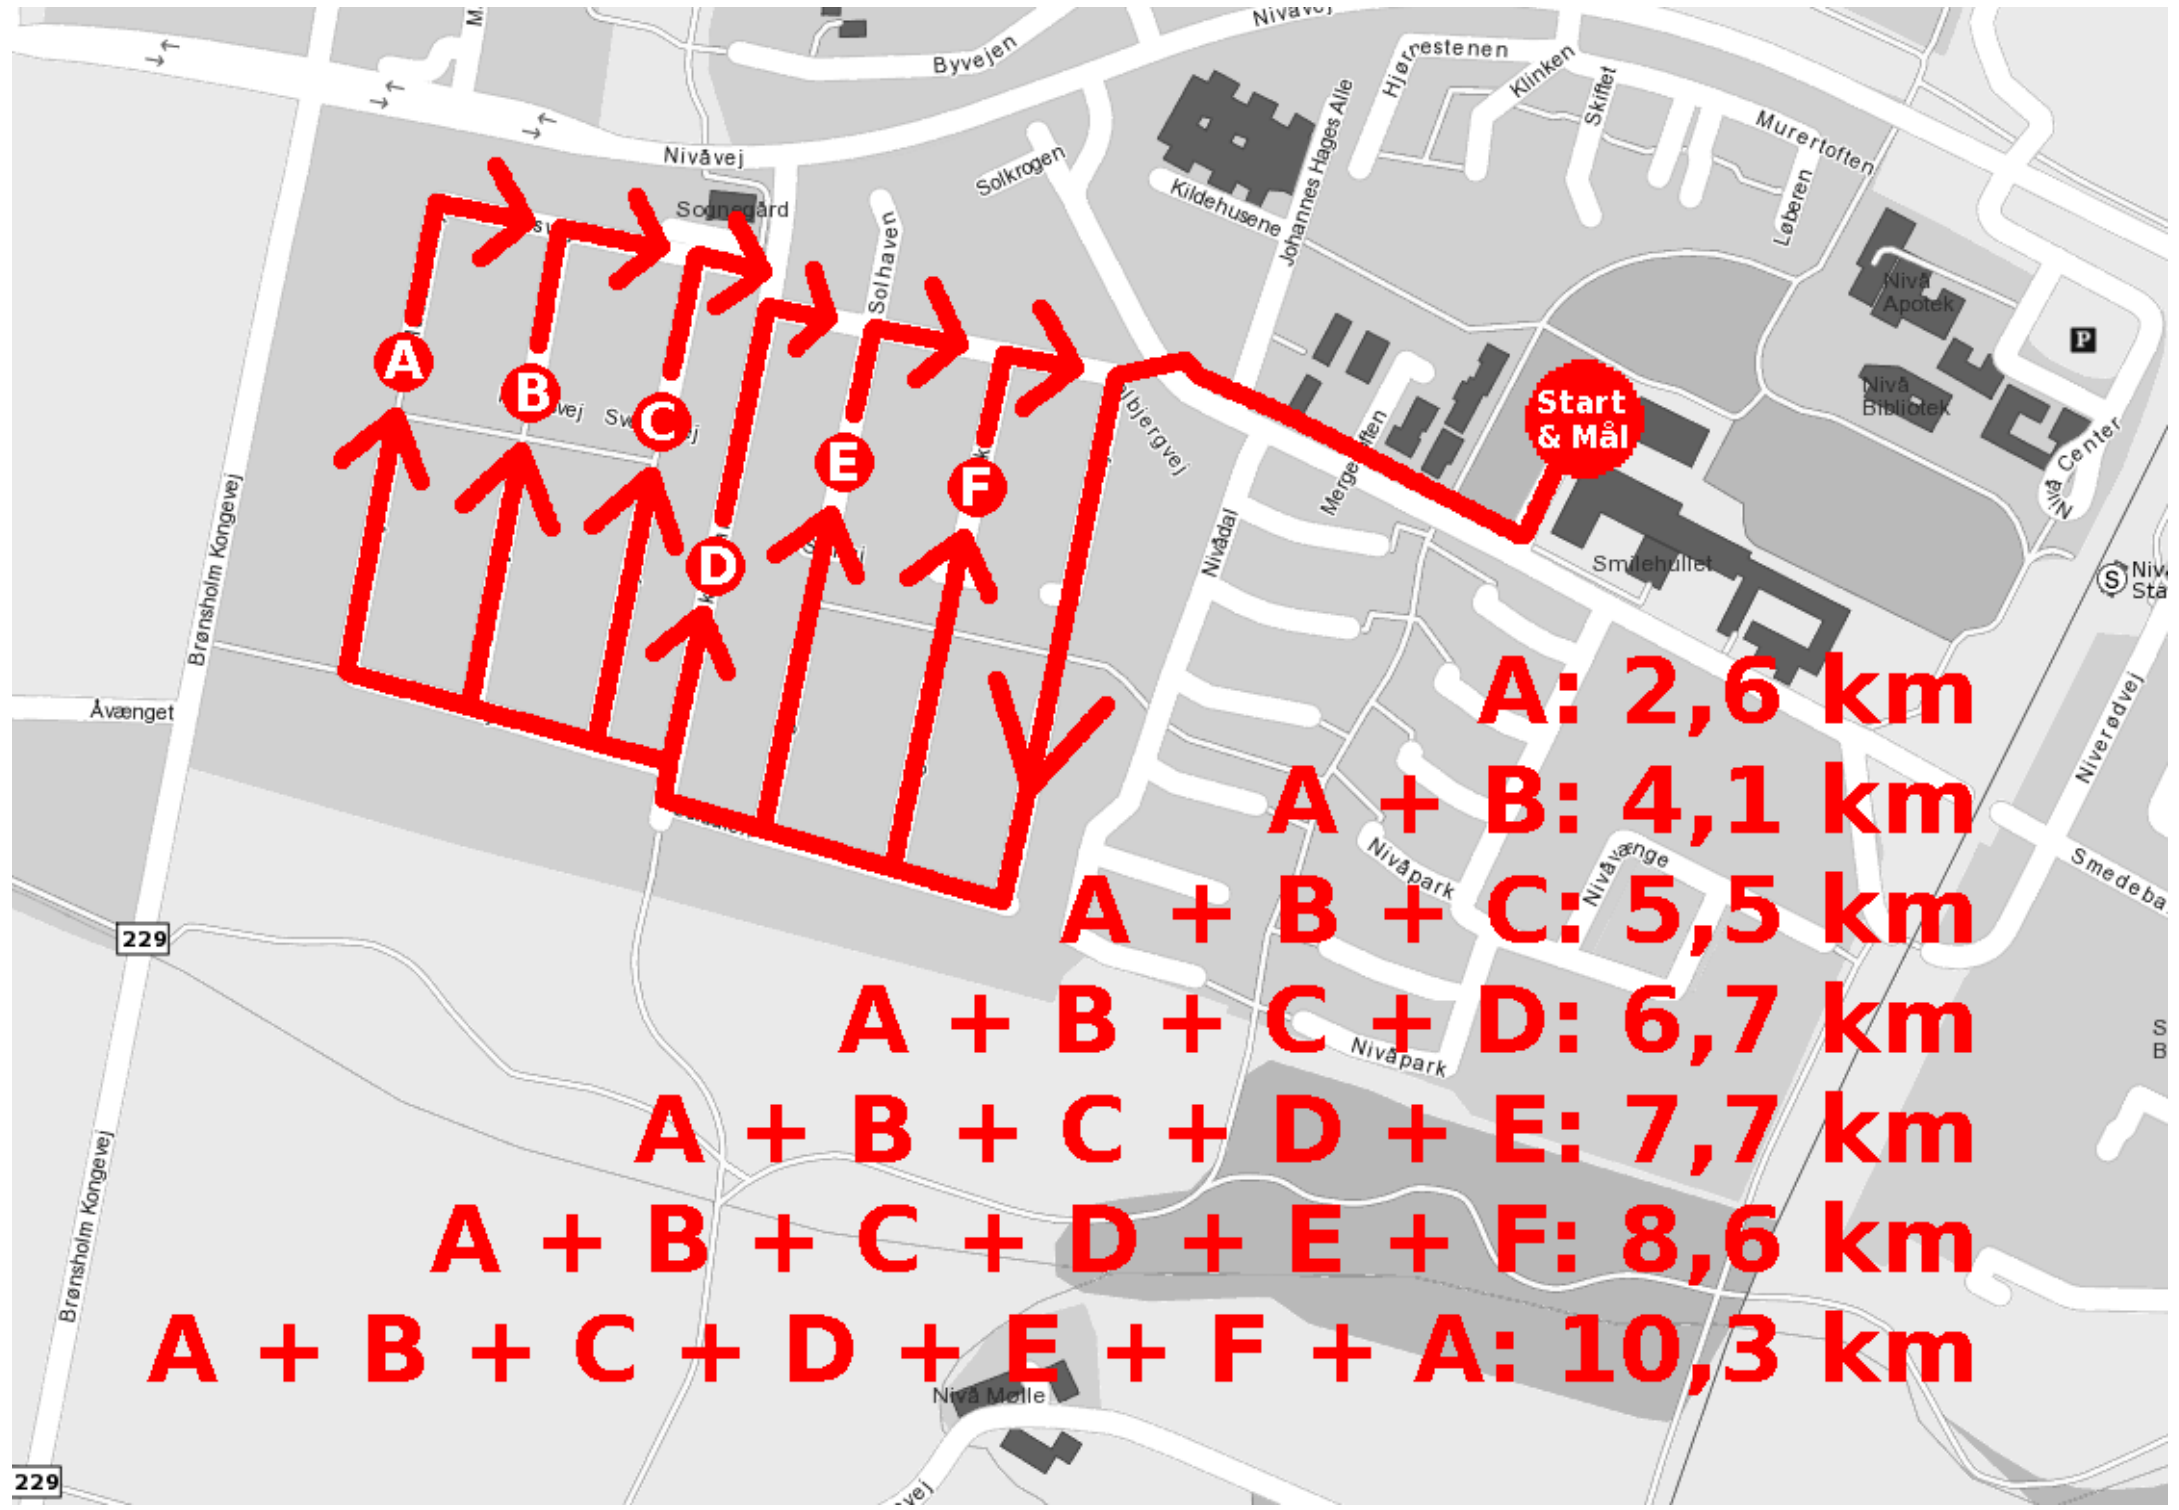 Nivåvej
Byvejen
Hjørnestenen
Klinken
Skiftet
Murertoften
Løberen
Nivåvej
Solkrogen
Kildehusene
Johannes Hages Alle
Sognegård
Solhaven
Nivå
Apotek
P
Nivå
Bibliotek
Nivå Center
A
B
C
D
E
F
Start
& Mål
Smilehullet
Nivådal
Brønsholm Kongevej
Åvænget
S
Niverødvej
A: 2,6 km
A + B: 4,1 km
A + B + C: 5,5 km
A + B + C + D: 6,7 km
A + B + C + D + E: 7,7 km
A + B + C + D + E + F: 8,6 km
A + B + C + D + E + F + A: 10,3 km
Nivåpark
Nivåvænge
229
Nivåpark
Brønsholm Kongevej
Nivå Mølle
229